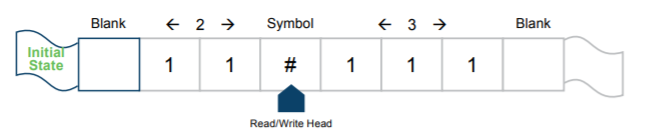 Blank ← 2 → Symbol ← 3 → Blank
Initial
State
1 1 # 1 1 1
Read/Write Head